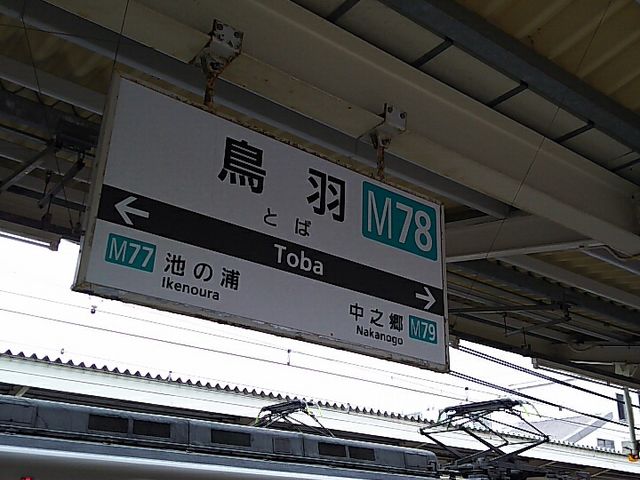 鳥羽
M78
とば
Toba
M77
池の浦
Ikenoura
中之郷
Nakanogo
M79